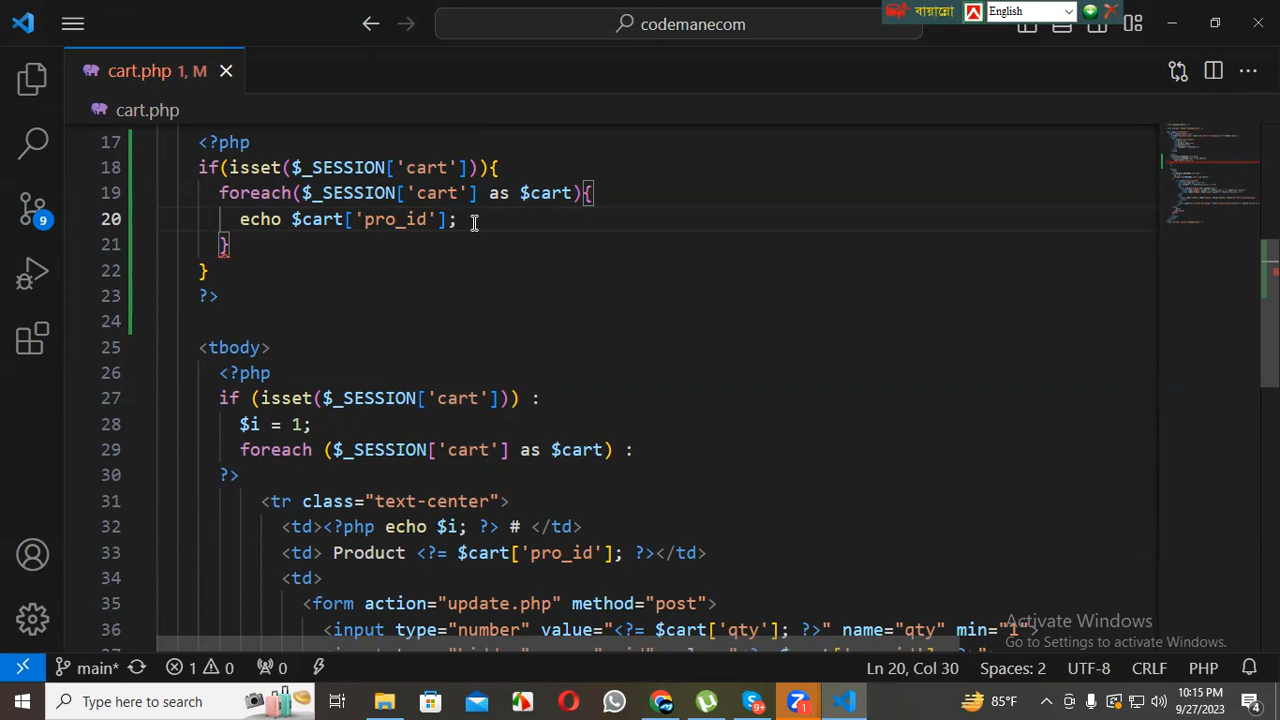 codemanecom
বায়ান্নো English
cart.php 1, M
cart.php
17 <?php
18 if(isset($_SESSION['cart'])){
19 foreach($_SESSION['cart'] as $cart){
20 echo $cart['pro_id'];
21 }
22 }
23 ?>
24
25 <tbody>
26 <?php
27 if (isset($_SESSION['cart'])) :
28 $i = 1;
29 foreach ($_SESSION['cart'] as $cart) :
30 ?>
31 <tr class="text-center">
32 <td><?php echo $i; ?> # </td>
33 <td> Product <?= $cart['pro_id']; ?></td>
34 <td>
35 <form action="update.php" method="post">
36 <input type="number" value="<?= $cart['qty']; ?>" name="qty" min="1"
9
Activate Windows
Go to Settings to activate Windows.
main* 1 0 0 Ln 20, Col 30 Spaces: 2 UTF-8 CRLF PHP
Type here to search 9+ 1 85°F 10:15 PM
9/27/2023 4